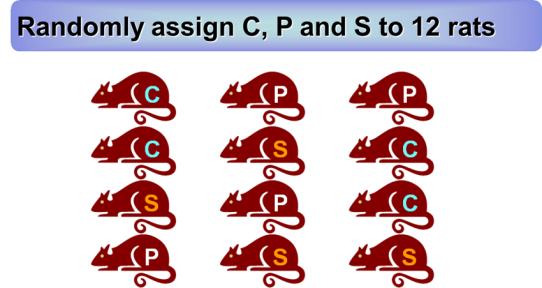 Randomly assign C, P and S to 12 rats
C P P
C S C
S P C
P S S